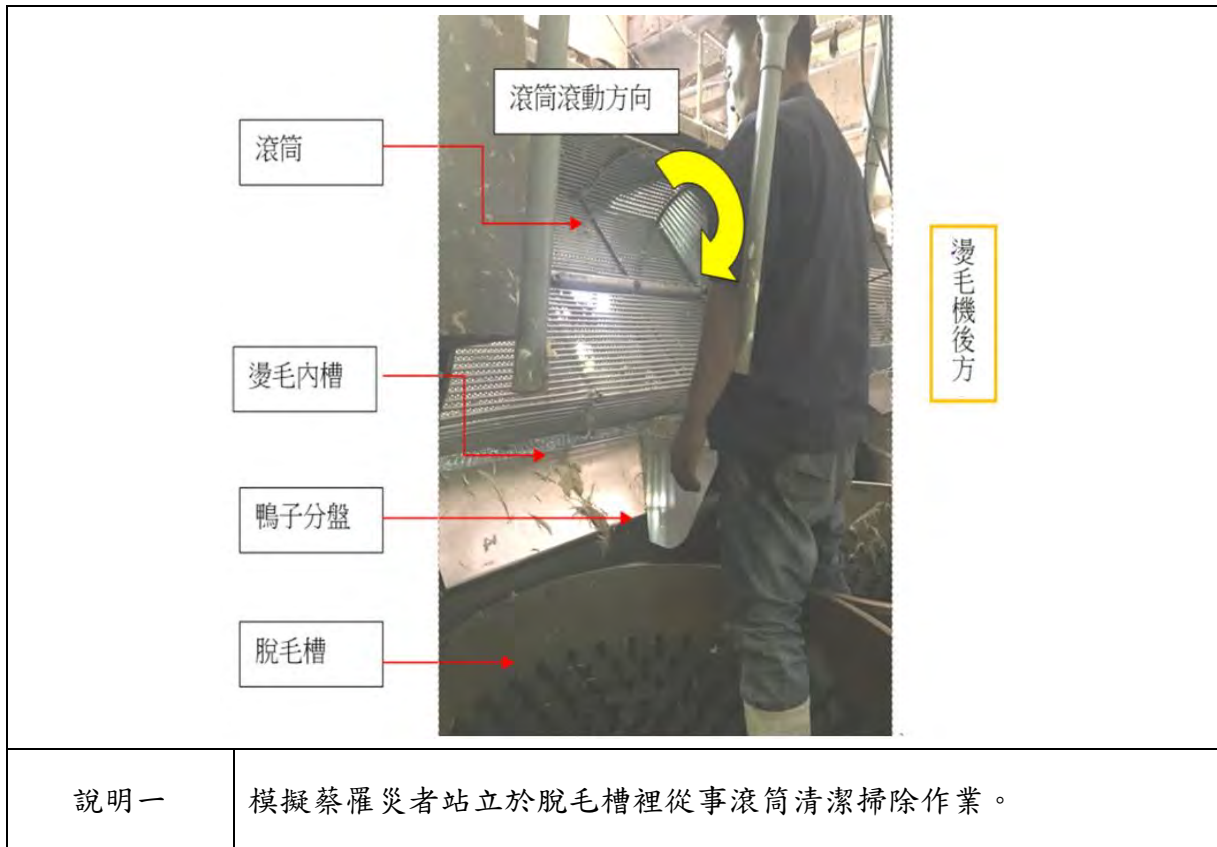 滾筒滾動方向
滾筒
燙毛內槽
鴨子分盤
脫毛槽
燙毛機後方
說明一
模擬蔡罹災者站立於脫毛槽裡從事滾筒清潔掃除作業。